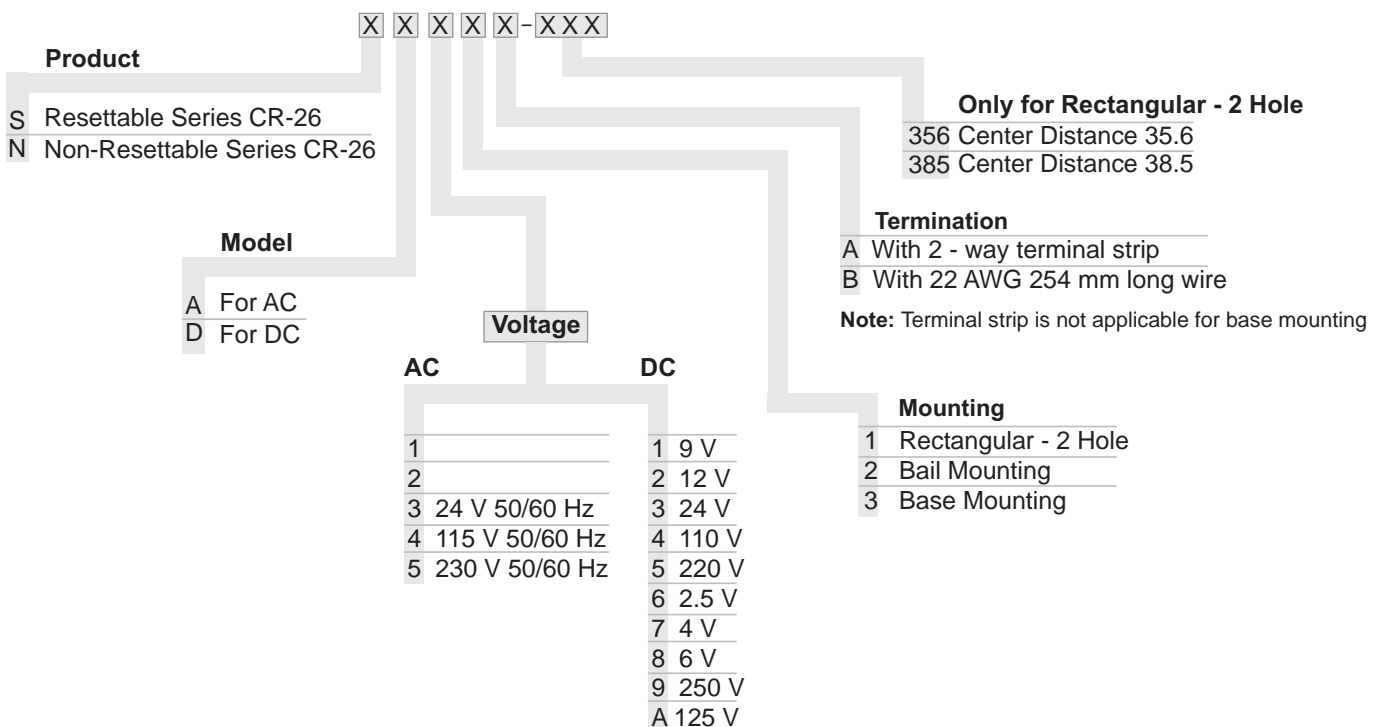 X X X X X - X X X
Product
S Resettable Series CR-26
N Non-Resettable Series CR-26
Only for Rectangular - 2 Hole
356 Center Distance 35.6
385 Center Distance 38.5
Model
A For AC
D For DC
Termination
A With 2 - way terminal strip
B With 22 AWG 254 mm long wire
Note: Terminal strip is not applicable for base mounting
Voltage
AC
1
2
3 24 V 50/60 Hz
4 115 V 50/60 Hz
5 230 V 50/60 Hz
DC
1 9 V
2 12 V
3 24 V
4 110 V
5 220 V
6 2.5 V
7 4 V
8 6 V
9 250 V
A 125 V
Mounting
1 Rectangular - 2 Hole
2 Bail Mounting
3 Base Mounting